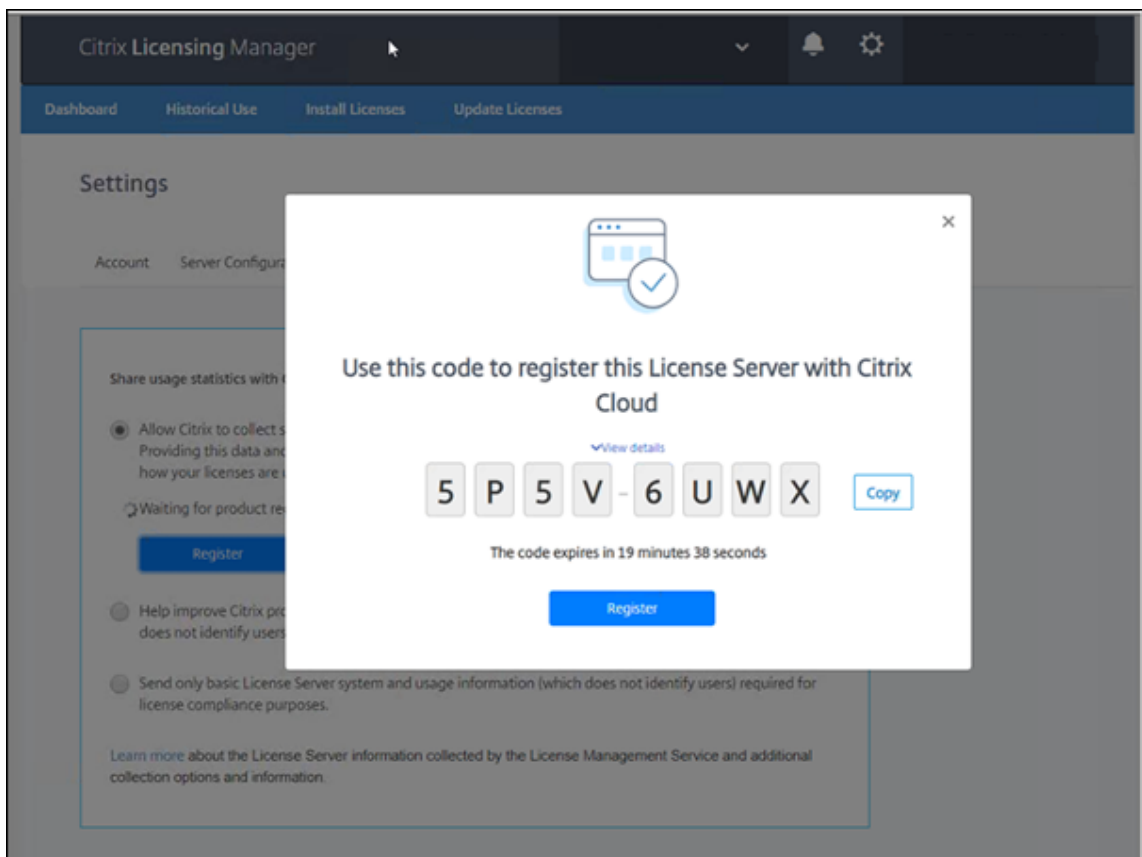 Citrix Licensing Manager
Dashboard Historical Use Install Licenses Update Licenses
Settings
Account Server
Share usage statistics with
Allow Citrix to collect
Providing this data and
how your licenses are
Waiting for product
Register
Help improve Citrix
does not identify users
Send only basic License Server system and usage information (which does not identify users) required for
license compliance purposes.
Learn more about the License Server information collected by the License Management Service and additional
collection options and information.
Use this code to register this License Server with Citrix
Cloud
View details
5 P 5 V - 6 U W X Copy
The code expires in 19 minutes 38 seconds
Register